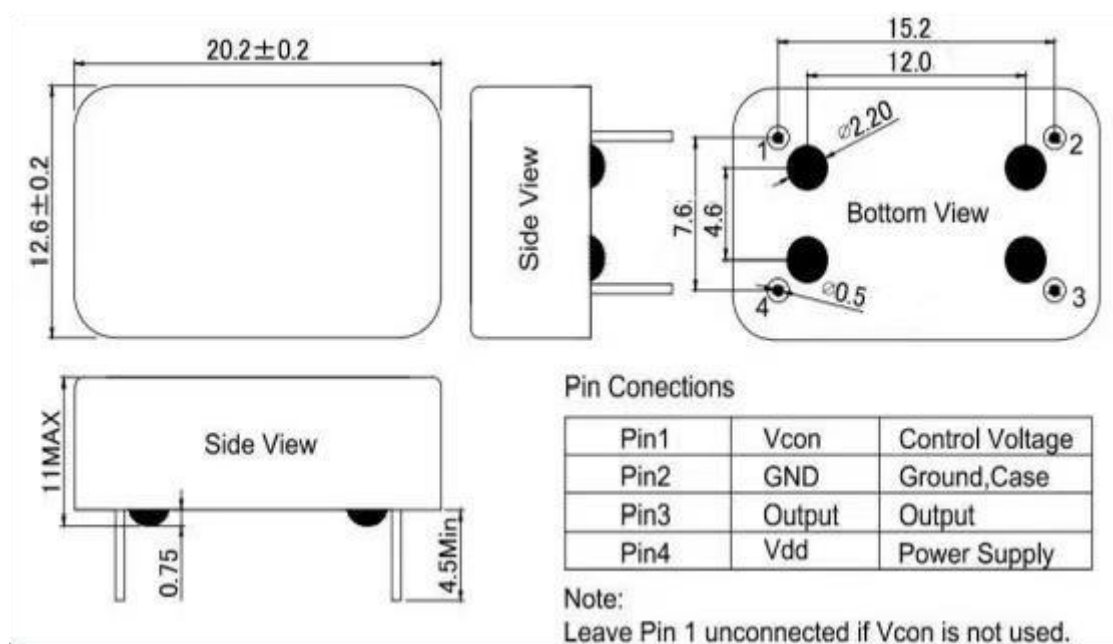 20.2±0.2
12.6±0.2
Side View
15.2
12.0
1
2
⌀2.20
7.6
4.6
Bottom View
4
⌀0.5
3
11MAX
Side View
0.75
4.5Min
Pin Conections
Pin1 Vcon Control Voltage
Pin2 GND Ground,Case
Pin3 Output Output
Pin4 Vdd Power Supply
Note:
Leave Pin 1 unconnected if Vcon is not used.